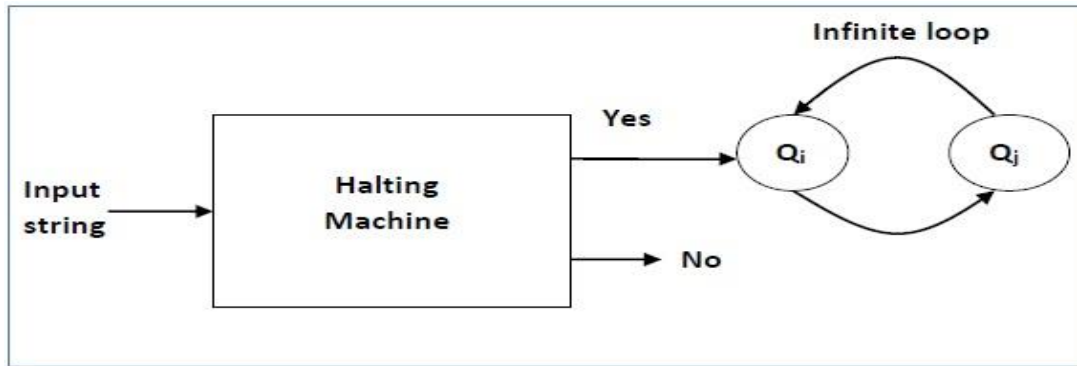 Infinite loop
Yes
Qi
Qj
Input
string
Halting
Machine
No